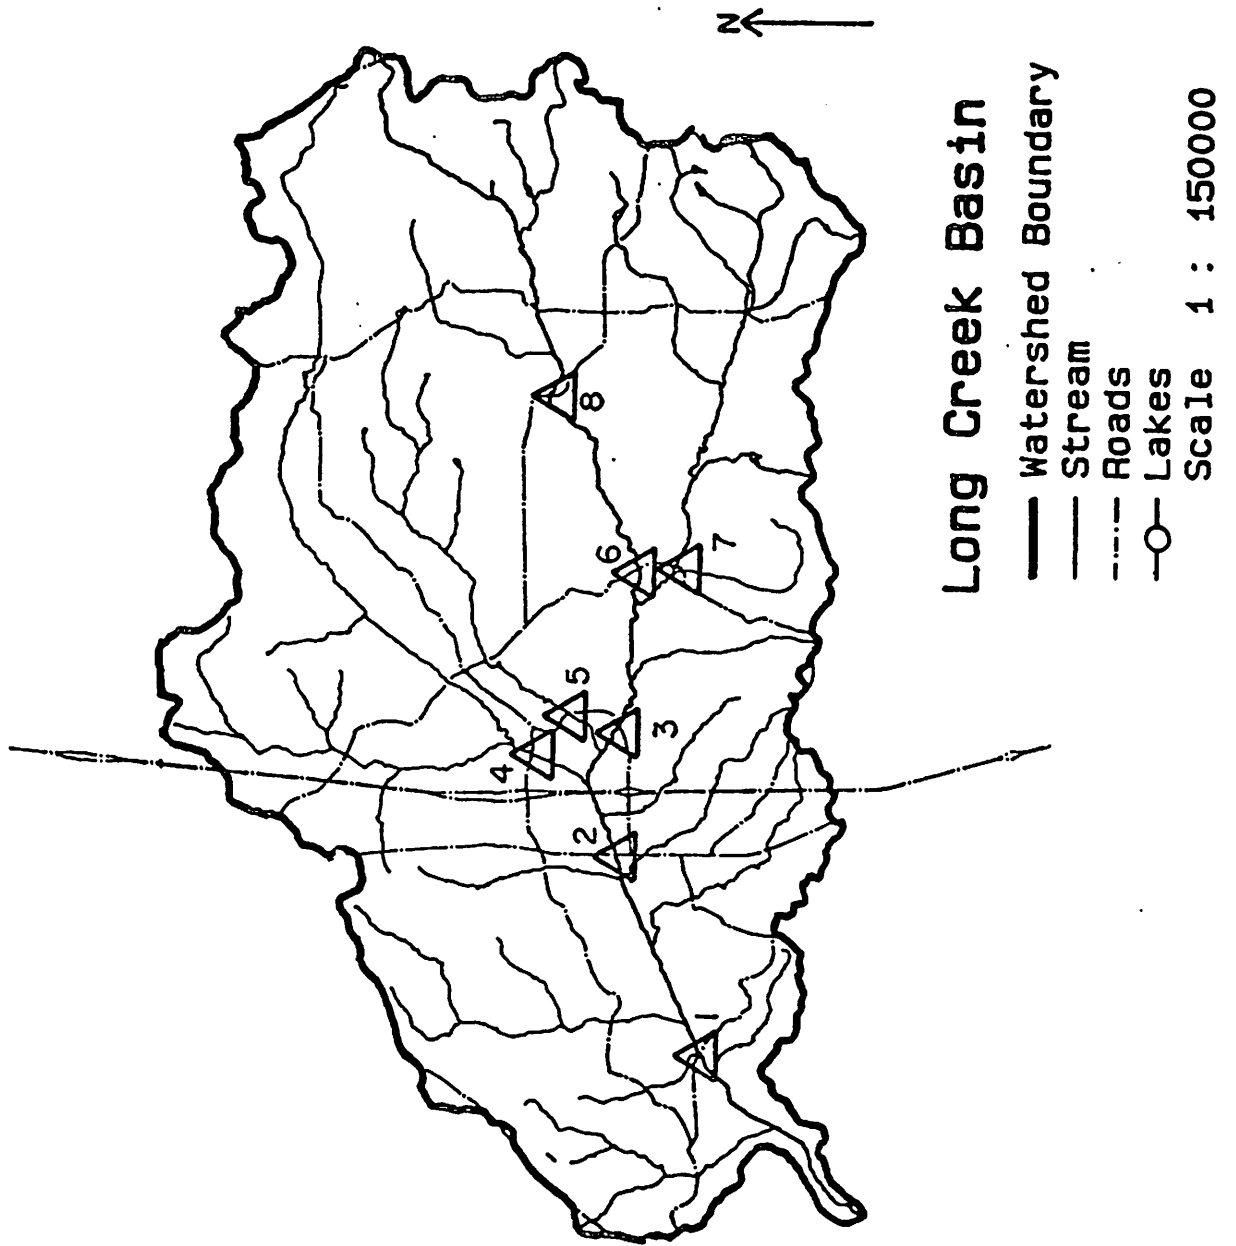 Long Creek Basin
Watershed Boundary
Stream
Roads
Lakes
Scale 1 : 150000
N
1
2
3
4
5
6
7
8